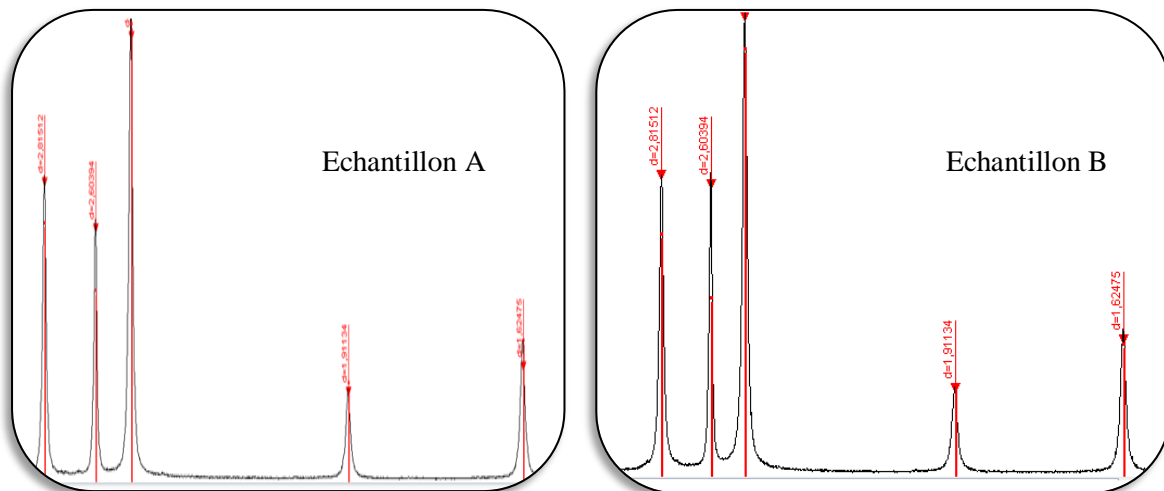 d=2,81512
d=2,60394
Echantillon A
d=1,91134
d=1,62475
d=2,81512
d=2,60394
Echantillon B
d=1,91134
d=1,62475